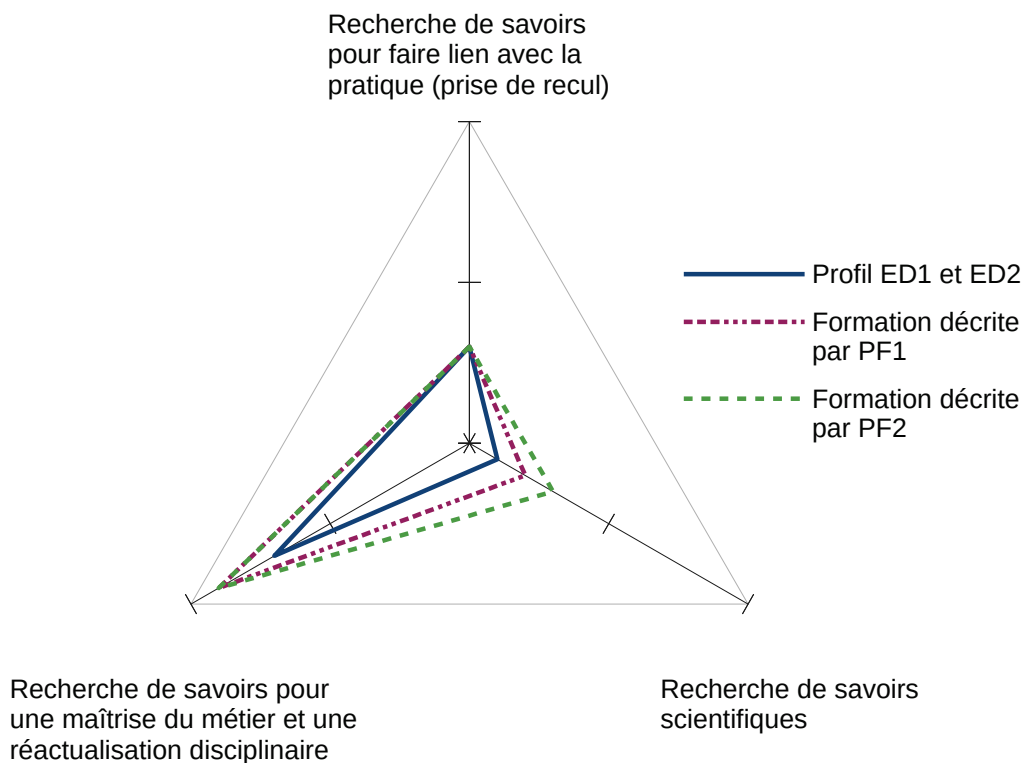 Recherche de savoirs
pour faire lien avec la
pratique (prise de recul)
Profil ED1 et ED2
Formation décrite
par PF1
Formation décrite
par PF2
Recherche de savoirs pour
une maîtrise du métier et une
réactualisation disciplinaire
Recherche de savoirs
scientifiques